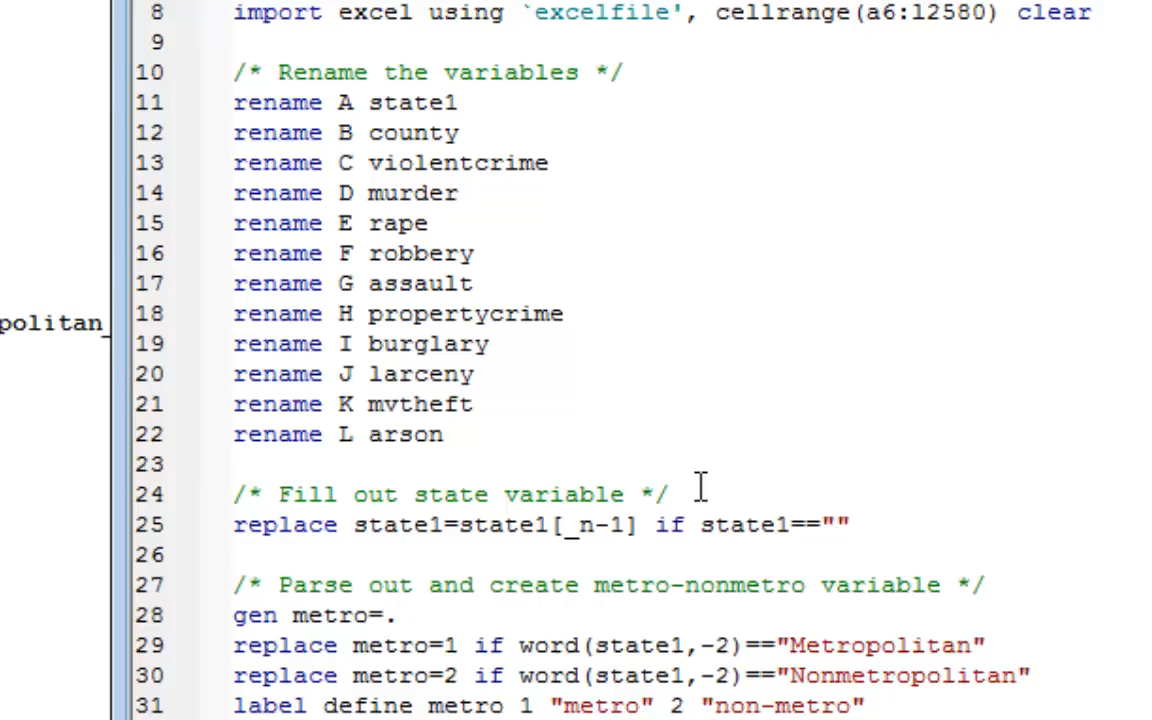 8 import excel using `excelfile', cellrange(a6:l2580) clear
9
10 /* Rename the variables */
11 rename A state1
12 rename B county
13 rename C violentcrime
14 rename D murder
15 rename E rape
16 rename F robbery
17 rename G assault
18 rename H propertycrime
politan_
19 rename I burglary
20 rename J larceny
21 rename K mvtheft
22 rename L arson
23
24 /* Fill out state variable */
25 replace state1=state1[_n-1] if state1==""
26
27 /* Parse out and create metro-nonmetro variable */
28 gen metro=.
29 replace metro=1 if word(state1,-2)=="Metropolitan"
30 replace metro=2 if word(state1,-2)=="Nonmetropolitan"
31 label define metro 1 "metro" 2 "non-metro"